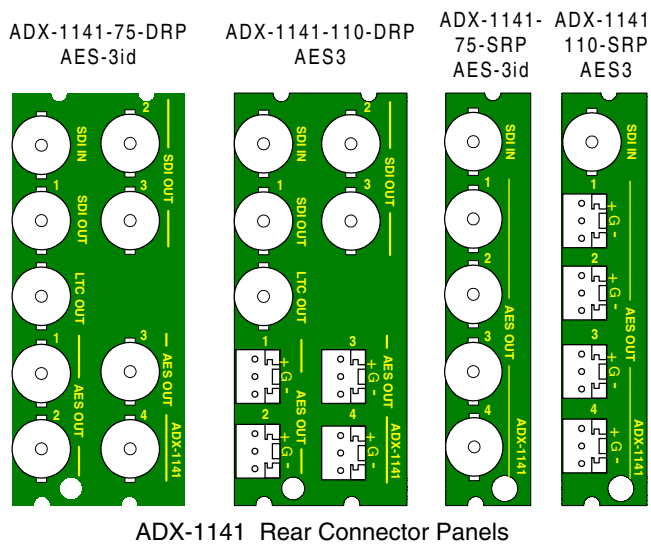 ADX-1141-75-DRP
AES-3id
SDI IN
2
SDI OUT
1
SDI OUT
3
LTC OUT
1
AES OUT
3
AES OUT
2
4
ADX-1141
ADX-1141-110-DRP
AES3
SDI IN
2
SDI OUT
1
SDI OUT
3
LTC OUT
1
+ G -
3
+ G -
AES OUT
AES OUT
2
+ G -
4
+ G -
ADX-1141
ADX-1141-
75-SRP
AES-3id
SDI IN
1
2
AES OUT
3
4
ADX-1141
ADX-1141
110-SRP
AES3
SDI IN
1
+ G -
2
+ G -
AES OUT
3
+ G -
4
+ G -
ADX-1141
ADX-1141 Rear Connector Panels